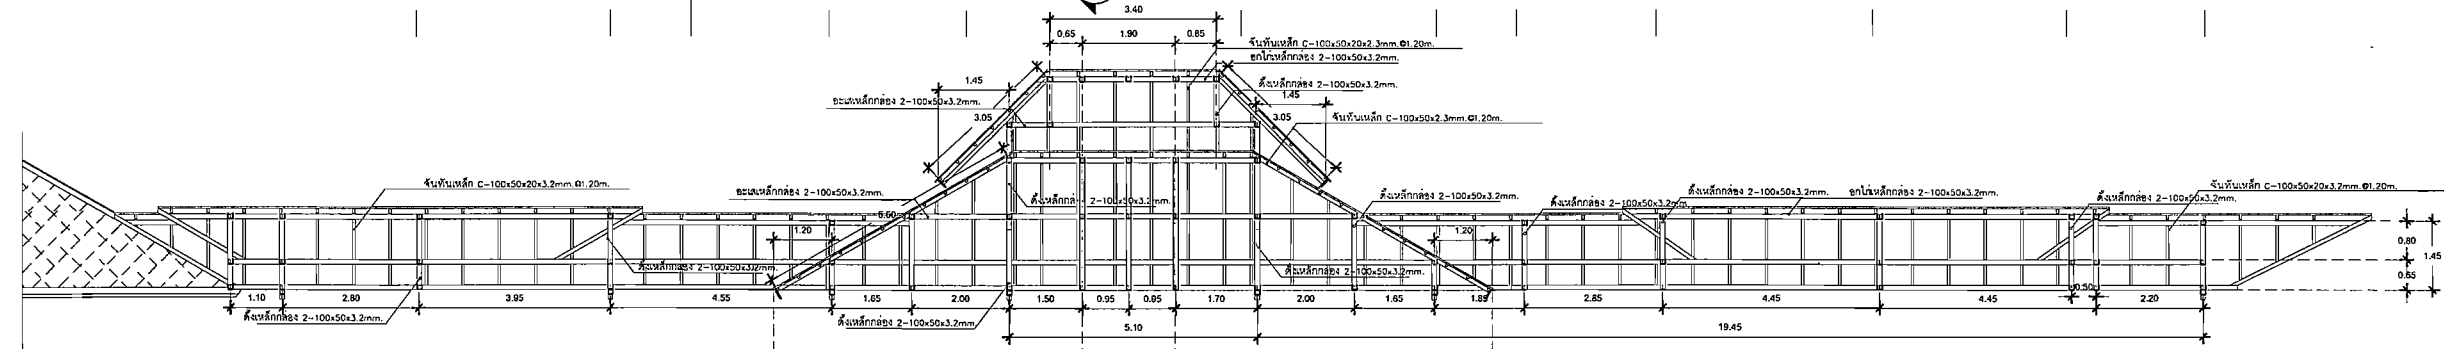 3.40
0.65 1.90 0.85
จันทันเหล็ก C-100x50x20x2.3mm.@1.20m.
อกไก่เหล็กกล่อง 2-100x50x3.2mm.
1.45
ดั้งเหล็กกล่อง 2-100x50x3.2mm.
อะเสเหล็กกล่อง 2-100x50x3.2mm.
1.45
3.05
3.05
จันทันเหล็ก C-100x50x2.3mm.@1.20m.
จันทันเหล็ก C-100x50x20x3.2mm.@1.20m.
อะเสเหล็กกล่อง 2-100x50x3.2mm.
ดั้งเหล็กกล่อง 2-100x50x3.2mm.
ดั้งเหล็กกล่อง 2-100x50x3.2mm.
ดั้งเหล็กกล่อง 2-100x50x3.2mm.
ดั้งเหล็กกล่อง 2-100x50x3.2mm.
อกไก่เหล็กกล่อง 2-100x50x3.2mm.
ดั้งเหล็กกล่อง 2-100x50x3.2mm.
จันทันเหล็ก C-100x50x20x3.2mm.@1.20m.
1.20
1.20
0.80
1.45
0.65
ดั้งเหล็กกล่อง 2-100x50x3.2mm.
ดั้งเหล็กกล่อง 2-100x50x3.2mm.
1.10 2.80 3.95 4.55 1.65 2.00 1.50 0.95 0.95 1.70 2.00 1.65 1.85 2.85 4.45 4.45 0.50 2.20
ดั้งเหล็กกล่อง 2-100x50x3.2mm.
ดั้งเหล็กกล่อง 2-100x50x3.2mm.
5.10
19.45